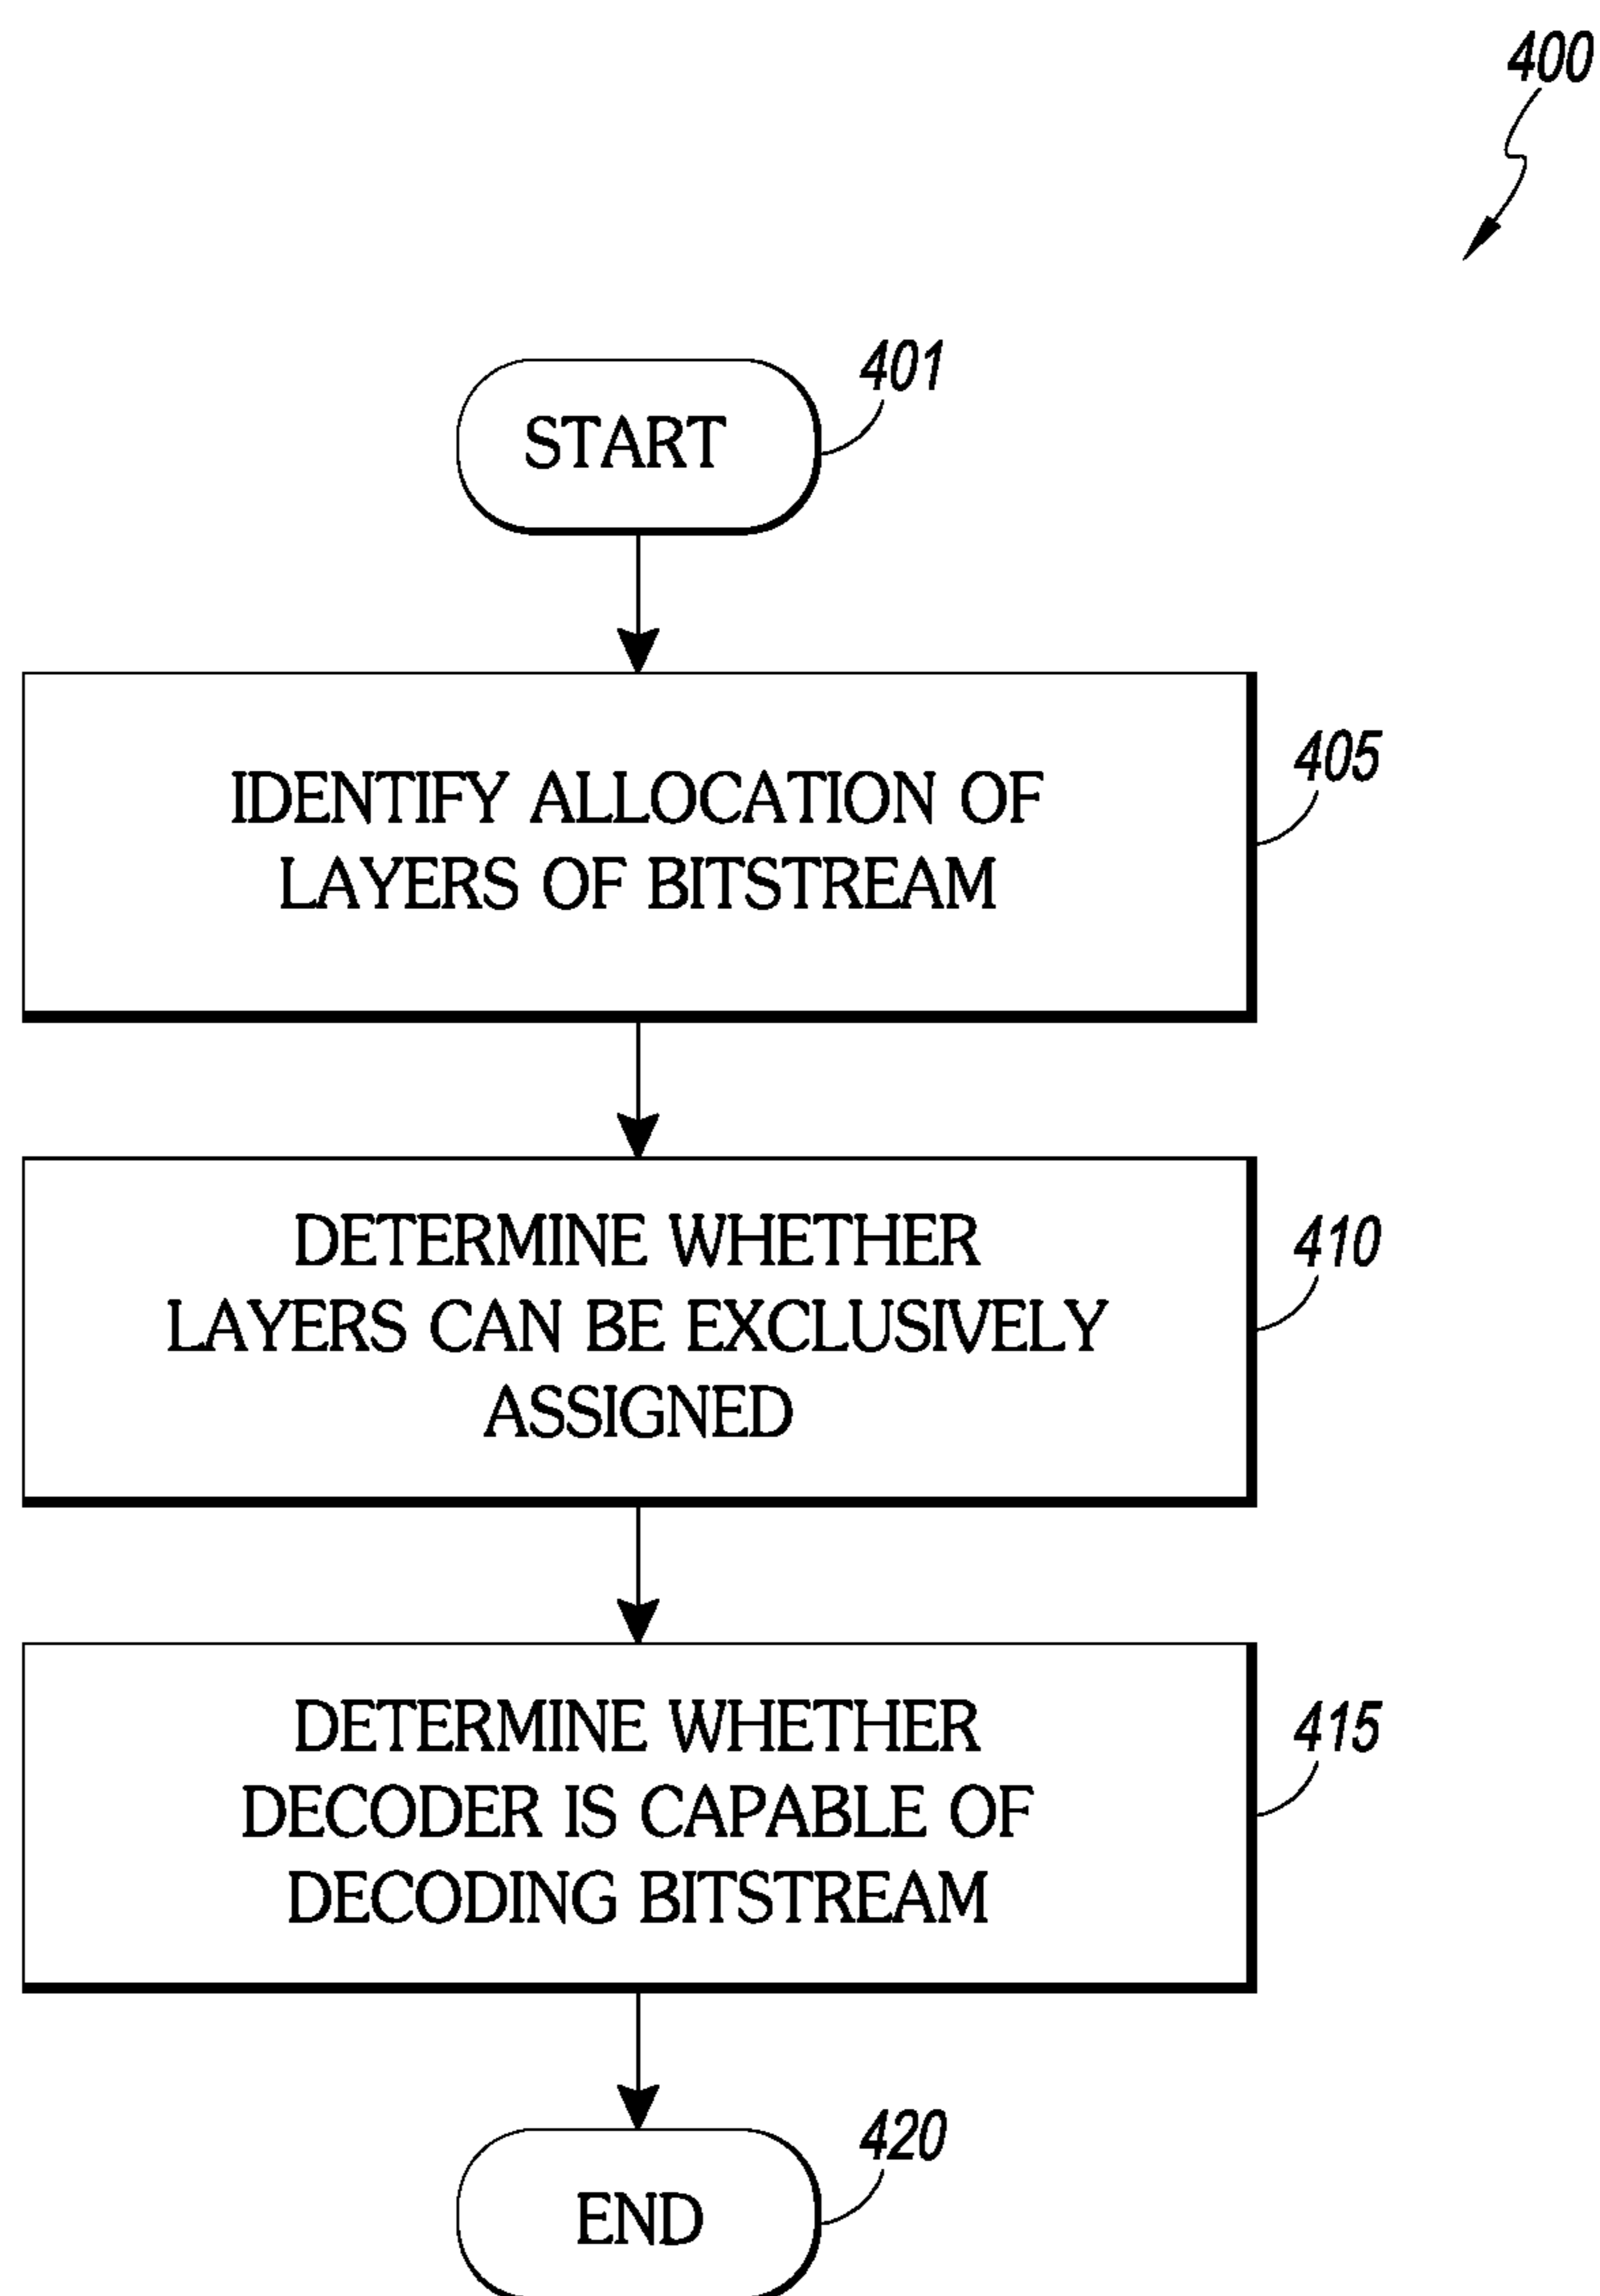 400
START
401
IDENTIFY ALLOCATION OF
LAYERS OF BITSTREAM
405
DETERMINE WHETHER
LAYERS CAN BE EXCLUSIVELY
ASSIGNED
410
DETERMINE WHETHER
DECODER IS CAPABLE OF
DECODING BITSTREAM
415
END
420